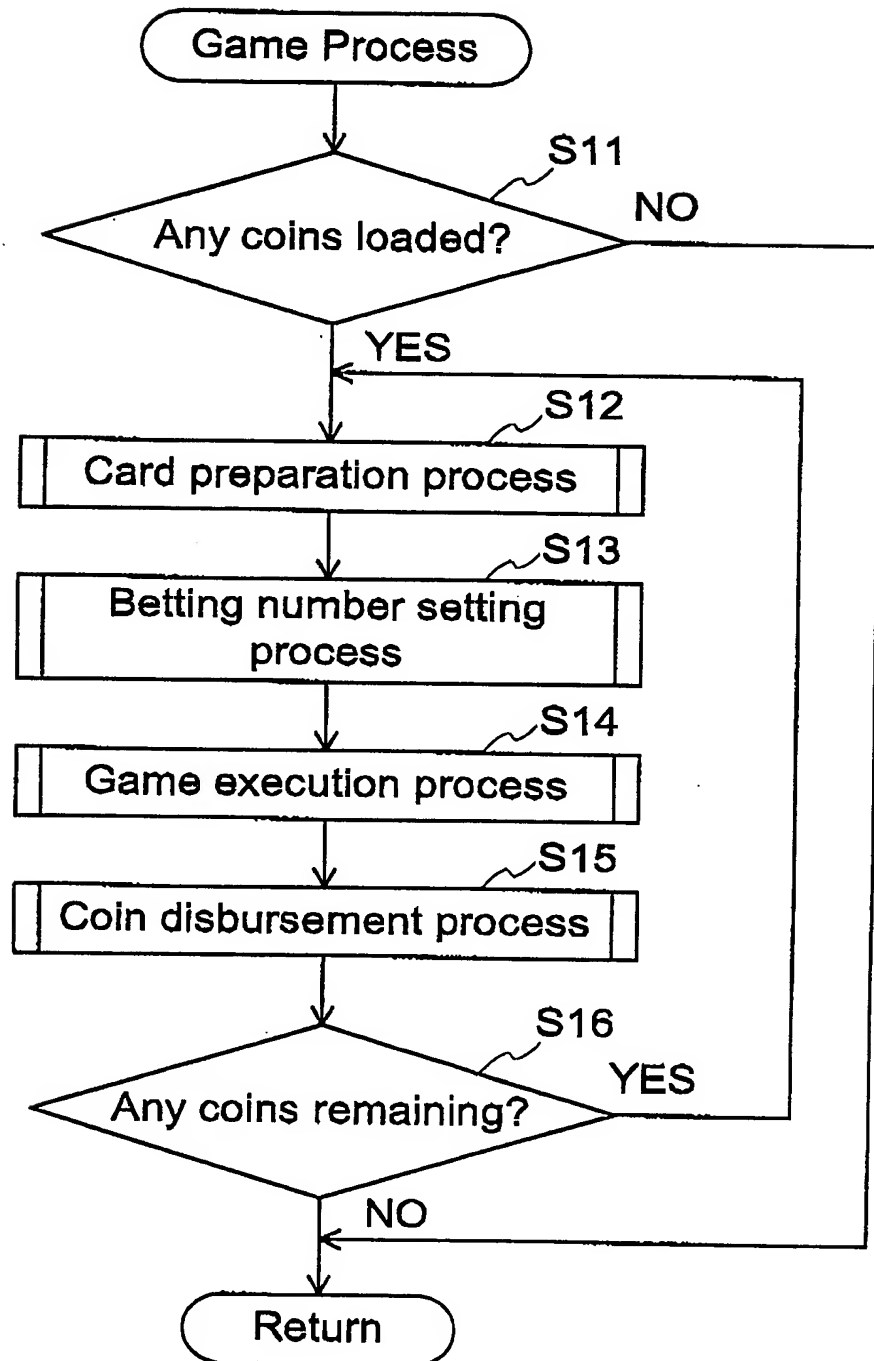 Game Process
S11
Any coins loaded?
NO
YES
S12
Card preparation process
S13
Betting number setting
process
S14
Game execution process
S15
Coin disbursement process
S16
Any coins remaining?
YES
NO
Return